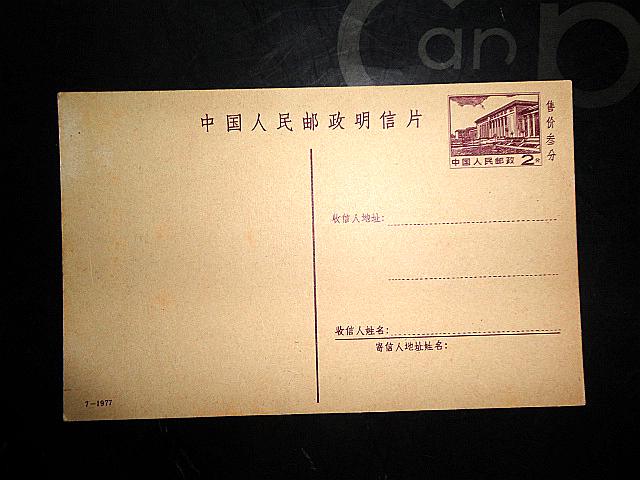 an
中国人民邮政明信片
中国人民邮政 2分
售价叁分
收信人地址:
收信人姓名:
寄信人地址姓名:
7-1977